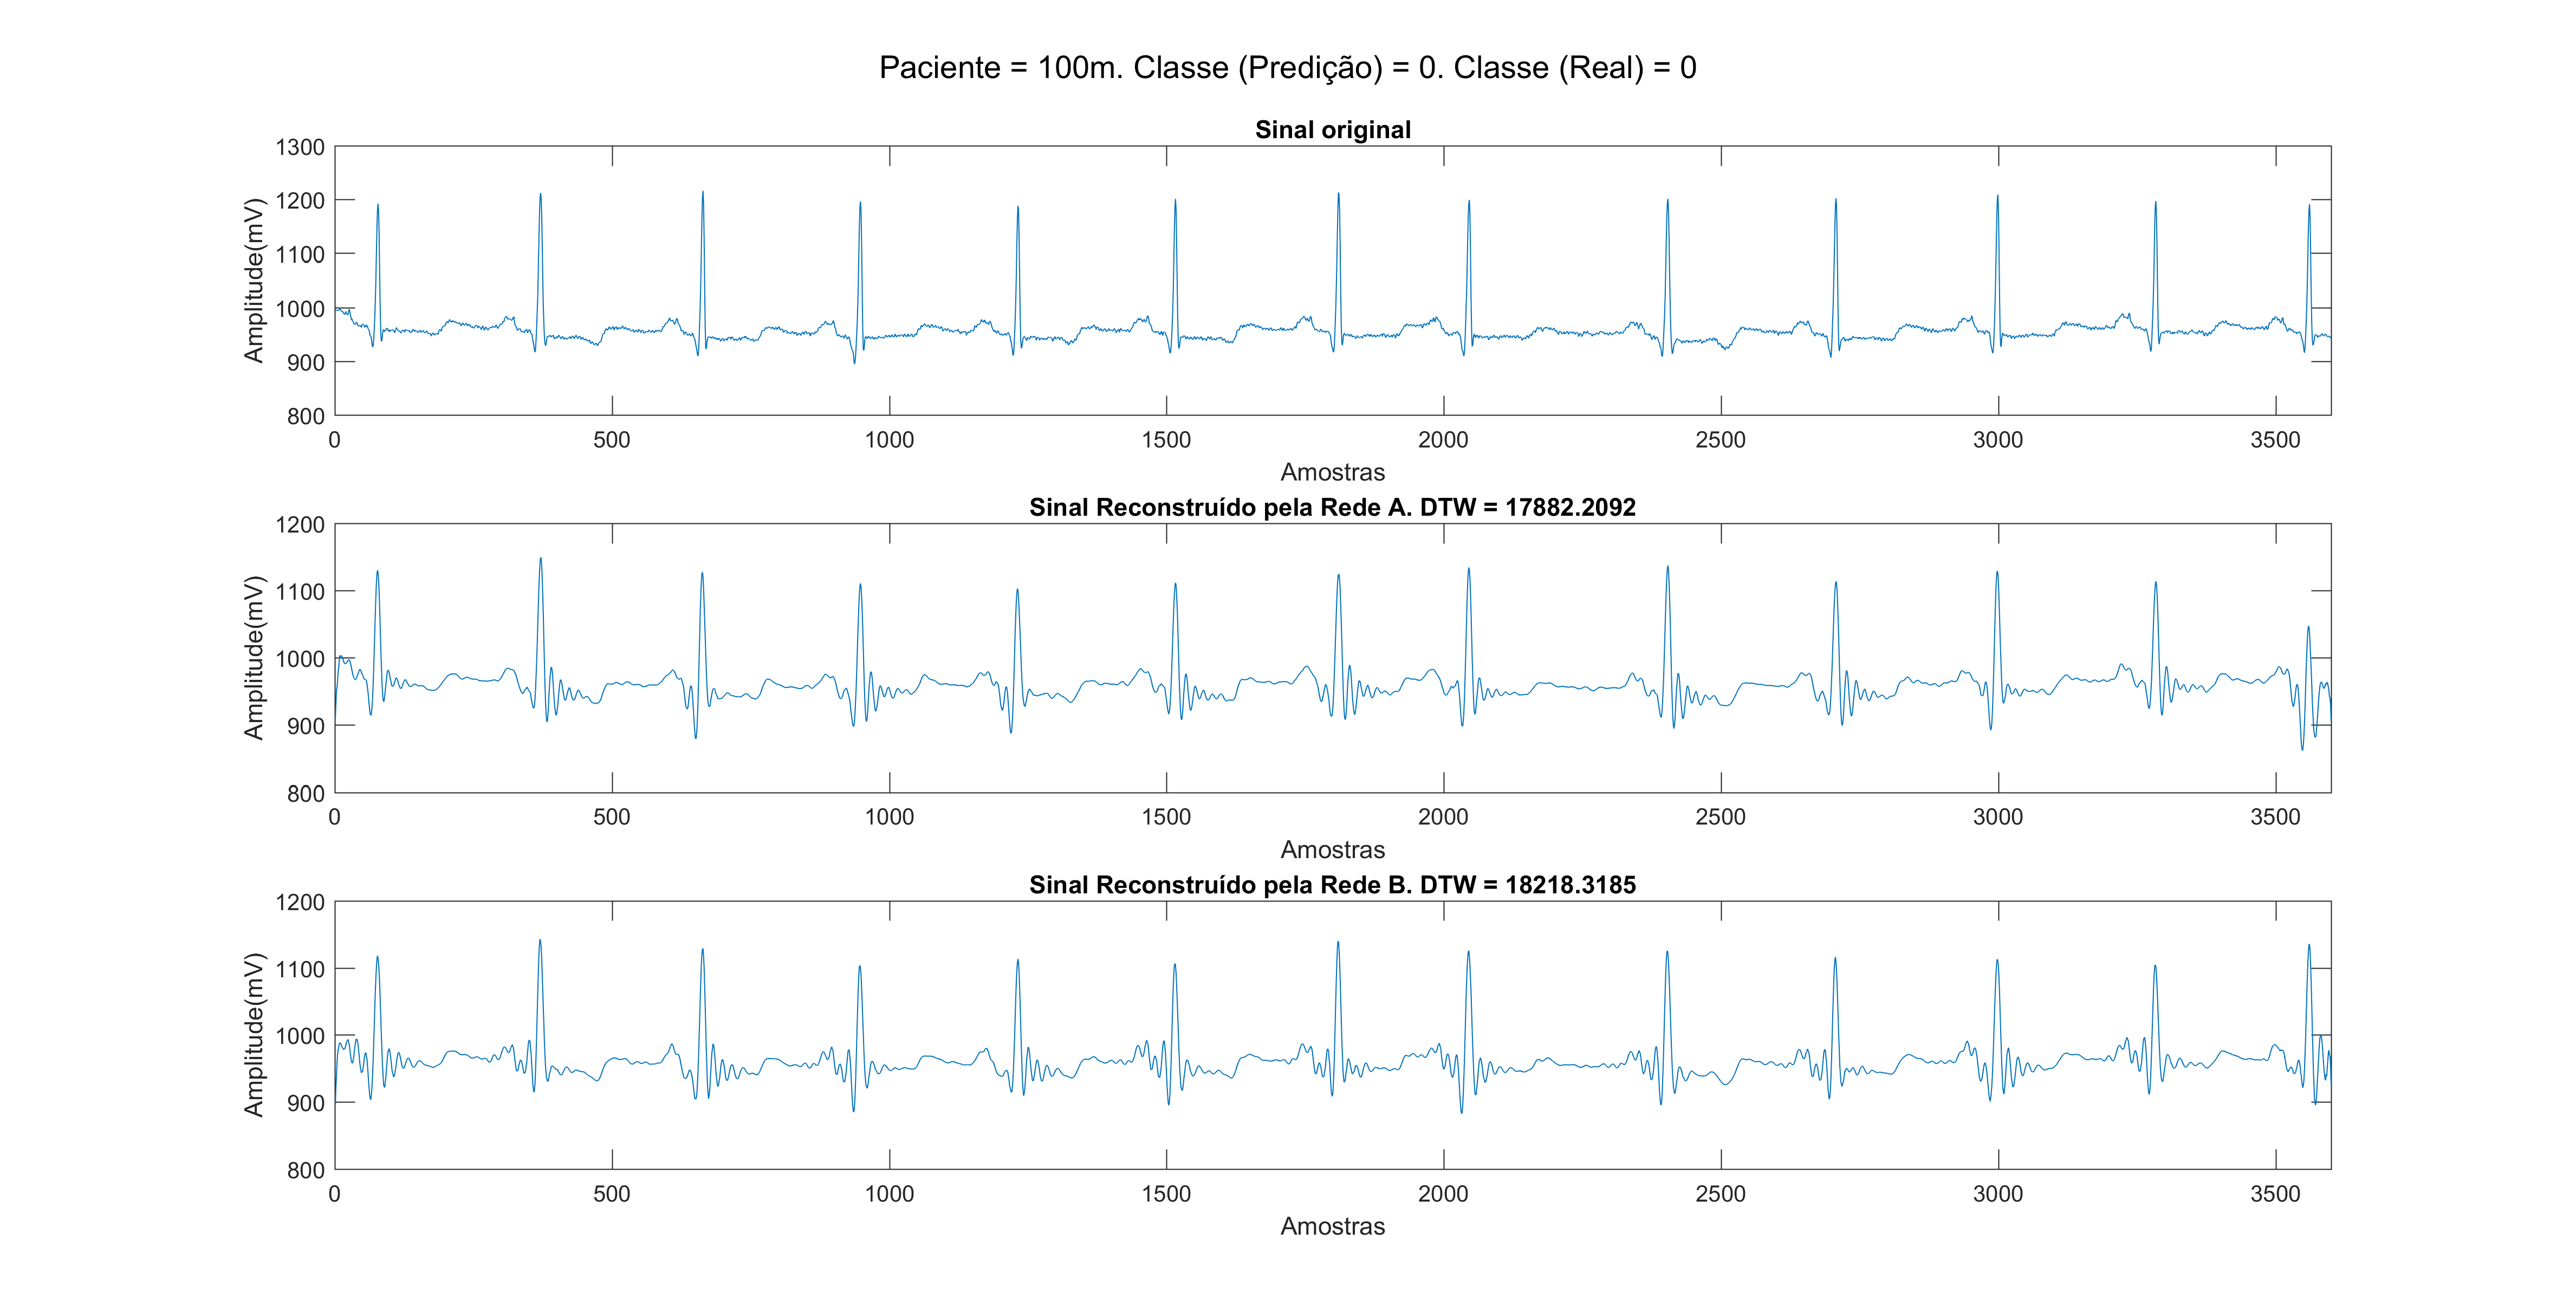 Paciente = 100m. Classe (Predição) = 0. Classe (Real) = 0
Sinal original
1300
1200
1100
1000
900
800
Amplitude(mV)
0 500 1000 1500 2000 2500 3000 3500
Amostras
Sinal Reconstruído pela Rede A. DTW = 17882.2092
1200
1100
1000
900
800
Amplitude(mV)
0 500 1000 1500 2000 2500 3000 3500
Amostras
Sinal Reconstruído pela Rede B. DTW = 18218.3185
1200
1100
1000
900
800
Amplitude(mV)
0 500 1000 1500 2000 2500 3000 3500
Amostras